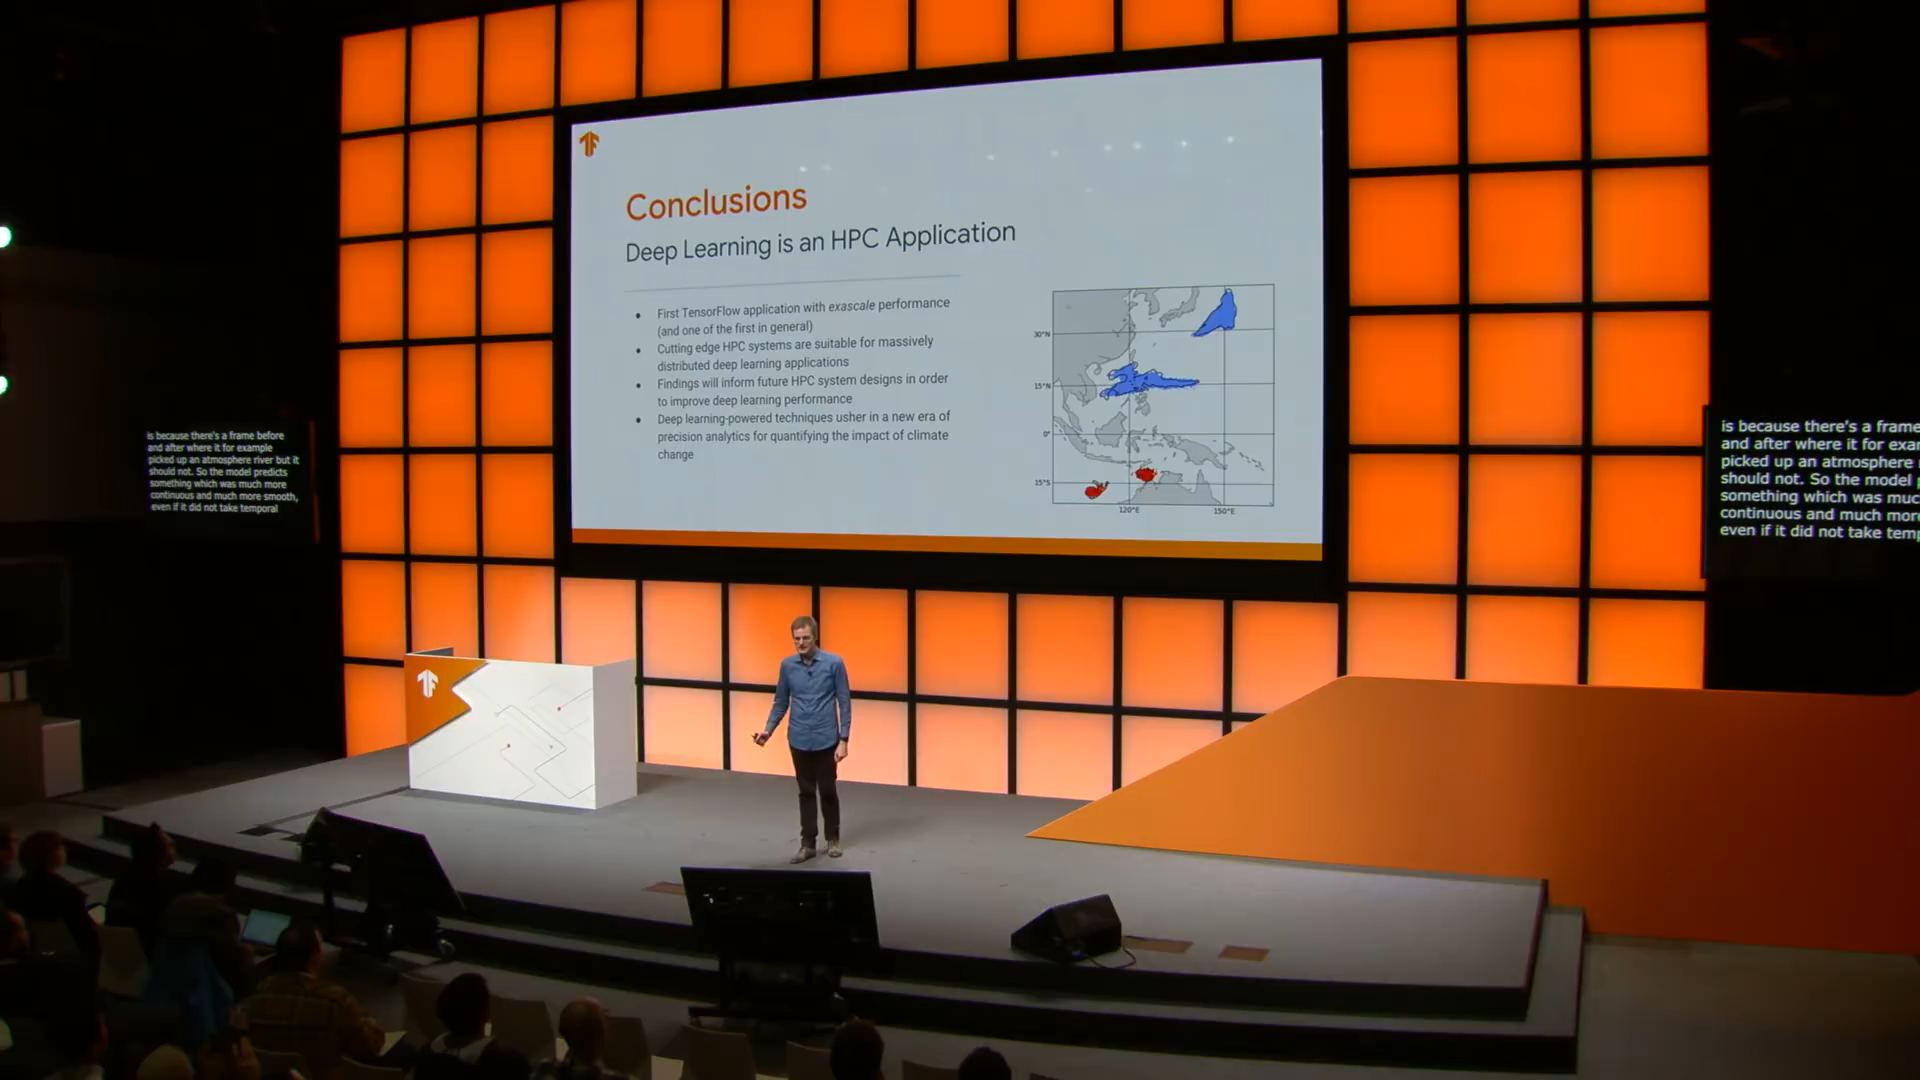 Conclusions
Deep Learning is an HPC Application
First TensorFlow application with exascale performance
(and one of the first in general)
Cutting edge HPC systems are suitable for massively
distributed deep learning applications
Findings will inform future HPC system designs in order
to improve deep learning performance
Deep learning-powered techniques usher in a new era of
precision analytics for quantifying the impact of climate
change
30°N
15°N
0°
15°S
120°E
150°E
is because there's a frame before
and after where it for example
picked up an atmosphere river but it
should not. So the model predicts
something which was much more
continuous and much more smooth,
even if it did not take temporal
is because there's a frame
and after where it for exa
picked up an atmosphere
should not. So the model
something which was muc
continuous and much more
even if it did not take temp